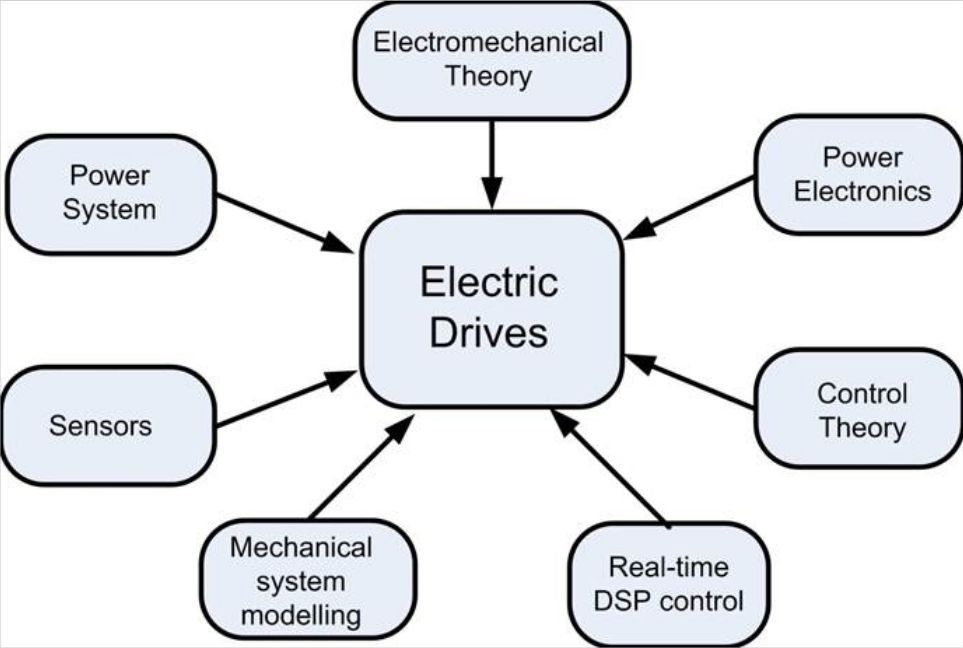 Electromechanical
Theory
Power
System
Power
Electronics
Electric
Drives
Sensors
Control
Theory
Mechanical
system
modelling
Real-time
DSP control